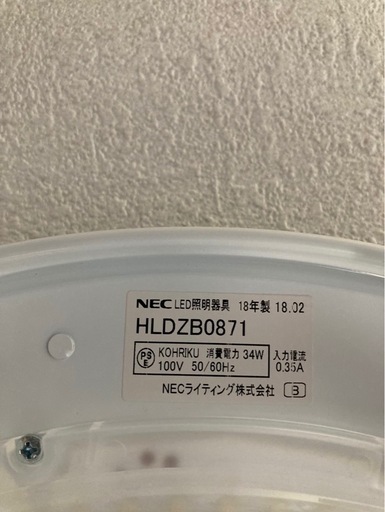 NEC LED照明器具 18年製 18.02
HLDZB0871
PSE KOHRIKU 消費電力 34W 入力電流
100V 50/60Hz 0.35A
NECライティング株式会社 B